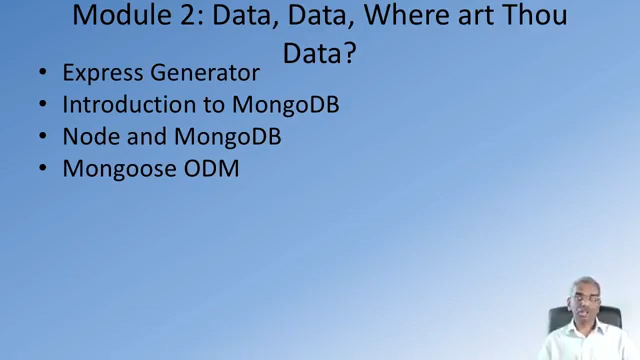 Module 2: Data, Data, Where art Thou
Data?
• Express Generator
• Introduction to MongoDB
• Node and MongoDB
• Mongoose ODM